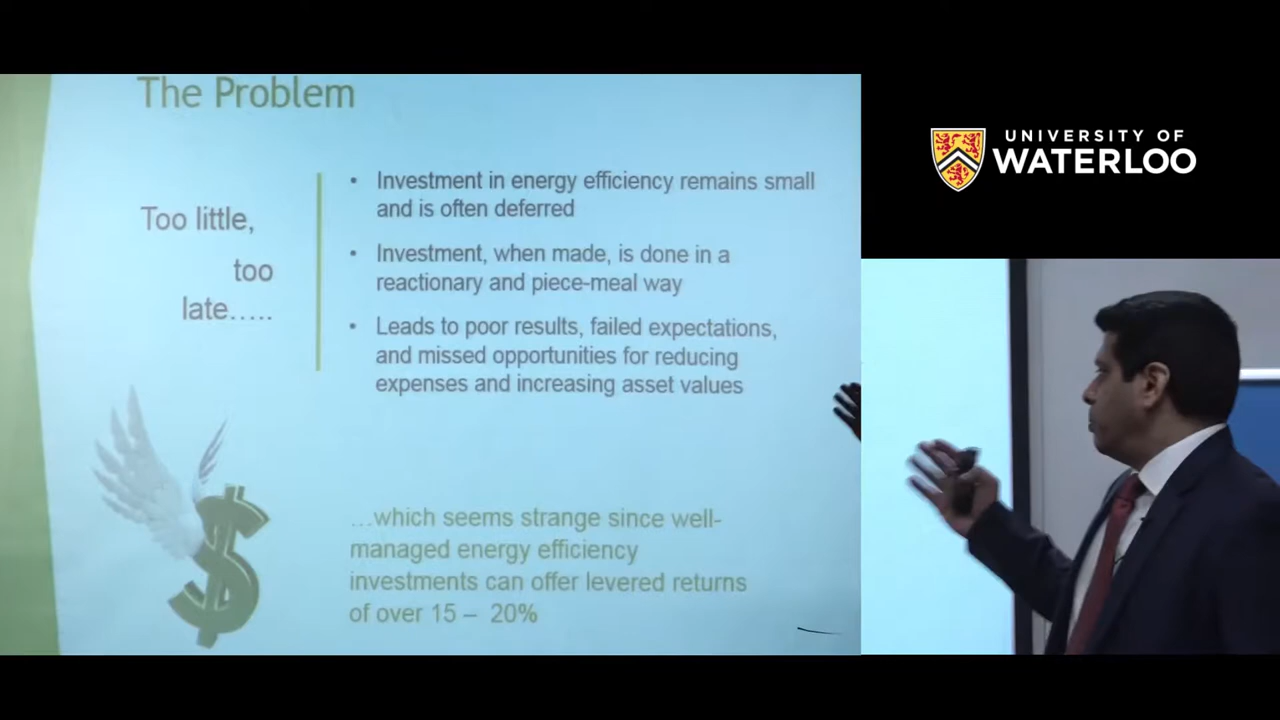 The Problem
Too little,
too
late…..
• Investment in energy efficiency remains small
and is often deferred
• Investment, when made, is done in a
reactionary and piece-meal way
• Leads to poor results, failed expectations,
and missed opportunities for reducing
expenses and increasing asset values
$
…which seems strange since well-
managed energy efficiency
investments can offer levered returns
of over 15 – 20%
UNIVERSITY OF
WATERLOO